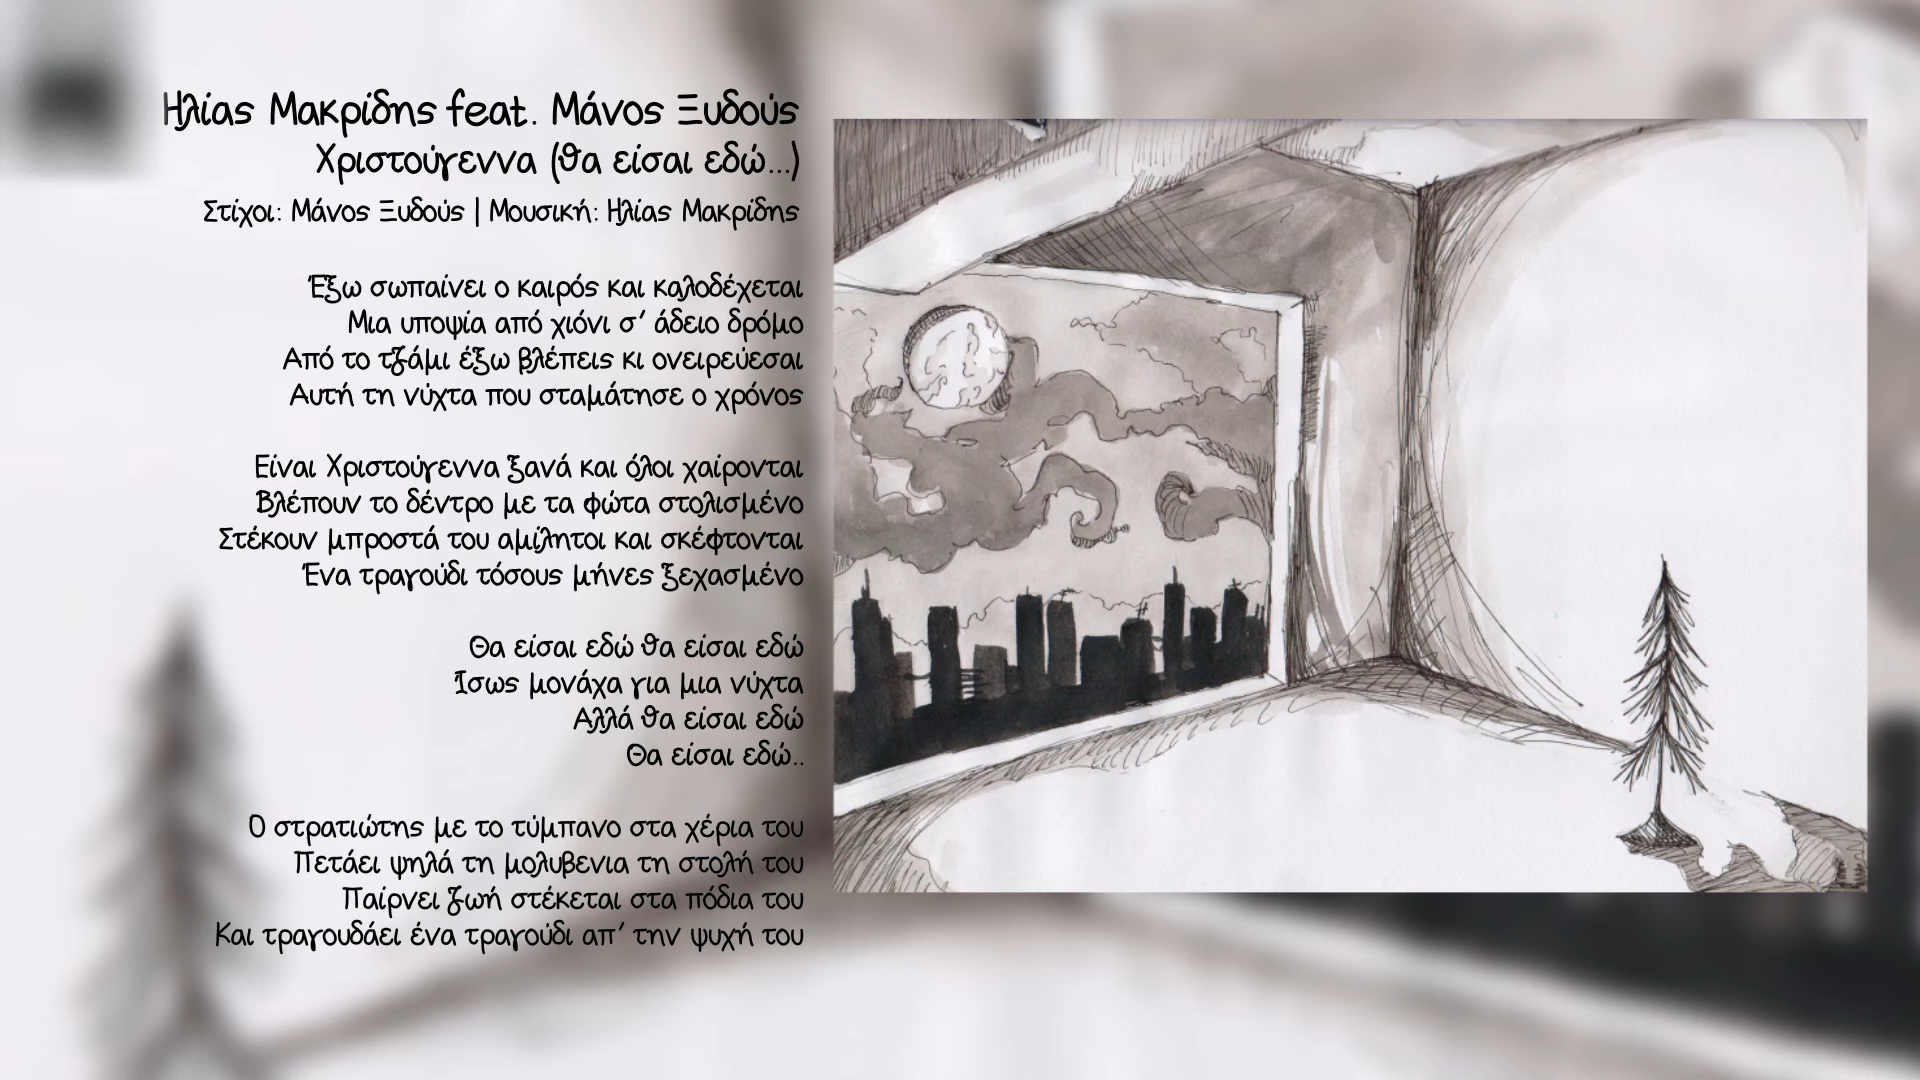 Ηλίας Μακρίδης feat. Μάνος Ξυδούς
Χριστούγεννα (θα είσαι εδώ...)
Στίχοι: Μάνος Ξυδούς | Μουσική: Ηλίας Μακρίδης
Έξω σωπαίνει ο καιρός και καλοδέχεται
Μια υποψία από χιόνι σ' άδειο δρόμο
Από το τζάμι έξω βλέπεις κι ονειρεύεσαι
Αυτή τη νύχτα που σταμάτησε ο χρόνος
Είναι Χριστούγεννα ξανά και όλοι χαίρονται
Βλέπουν το δέντρο με τα φώτα στολισμένο
Στέκουν μπροστά του αμίλητοι και σκέφτονται
Ένα τραγούδι τόσους μήνες ξεχασμένο
Θα είσαι εδώ θα είσαι εδώ
Ίσως μονάχα για μια νύχτα
Αλλά θα είσαι εδώ
Θα είσαι εδώ..
Ο στρατιώτης με το τύμπανο στα χέρια του
Πετάει ψηλά τη μολυβενια τη στολή του
Παίρνει ζωή στέκεται στα πόδια του
Και τραγουδάει ένα τραγούδι απ' την ψυχή του